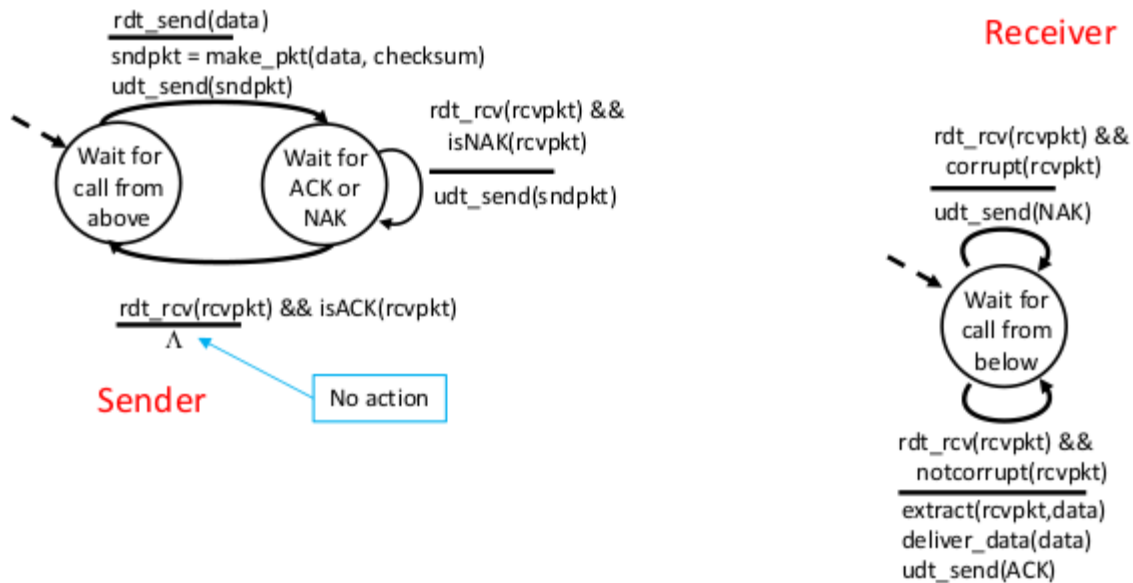 rdt_send(data)
sndpkt = make_pkt(data, checksum)
udt_send(sndpkt)
Wait for
call from
above
Wait for
ACK or
NAK
rdt_rcv(rcvpkt) &&
isNAK(rcvpkt)
udt_send(sndpkt)
rdt_rcv(rcvpkt) && isACK(rcvpkt)
Λ
No action
Sender
Receiver
rdt_rcv(rcvpkt) &&
corrupt(rcvpkt)
udt_send(NAK)
Wait for
call from
below
rdt_rcv(rcvpkt) &&
notcorrupt(rcvpkt)
extract(rcvpkt,data)
deliver_data(data)
udt_send(ACK)